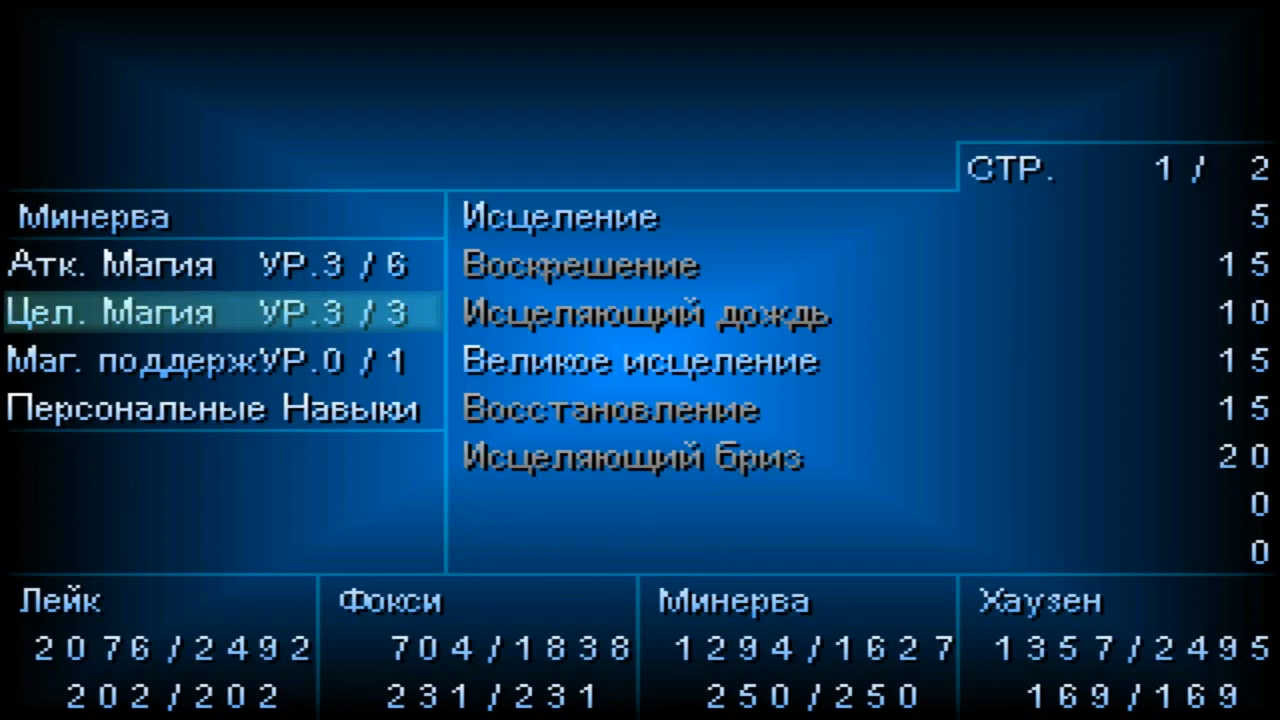 СТР. 1 / 2
Минерва Исцеление 5
Атк. Магия УР.3 / 6 Воскрешение 15
Цел. Магия УР.3 / 3 Исцеляющий дождь 10
Маг. поддержУР.0 / 1 Великое исцеление 15
Персональные Навыки Восстановление 15
Исцеляющий бриз 20
0
0
Лейк Фокси Минерва Хаузен
2076/2492 704/1838 1294/1627 1357/2495
202/202 231/231 250/250 169/169